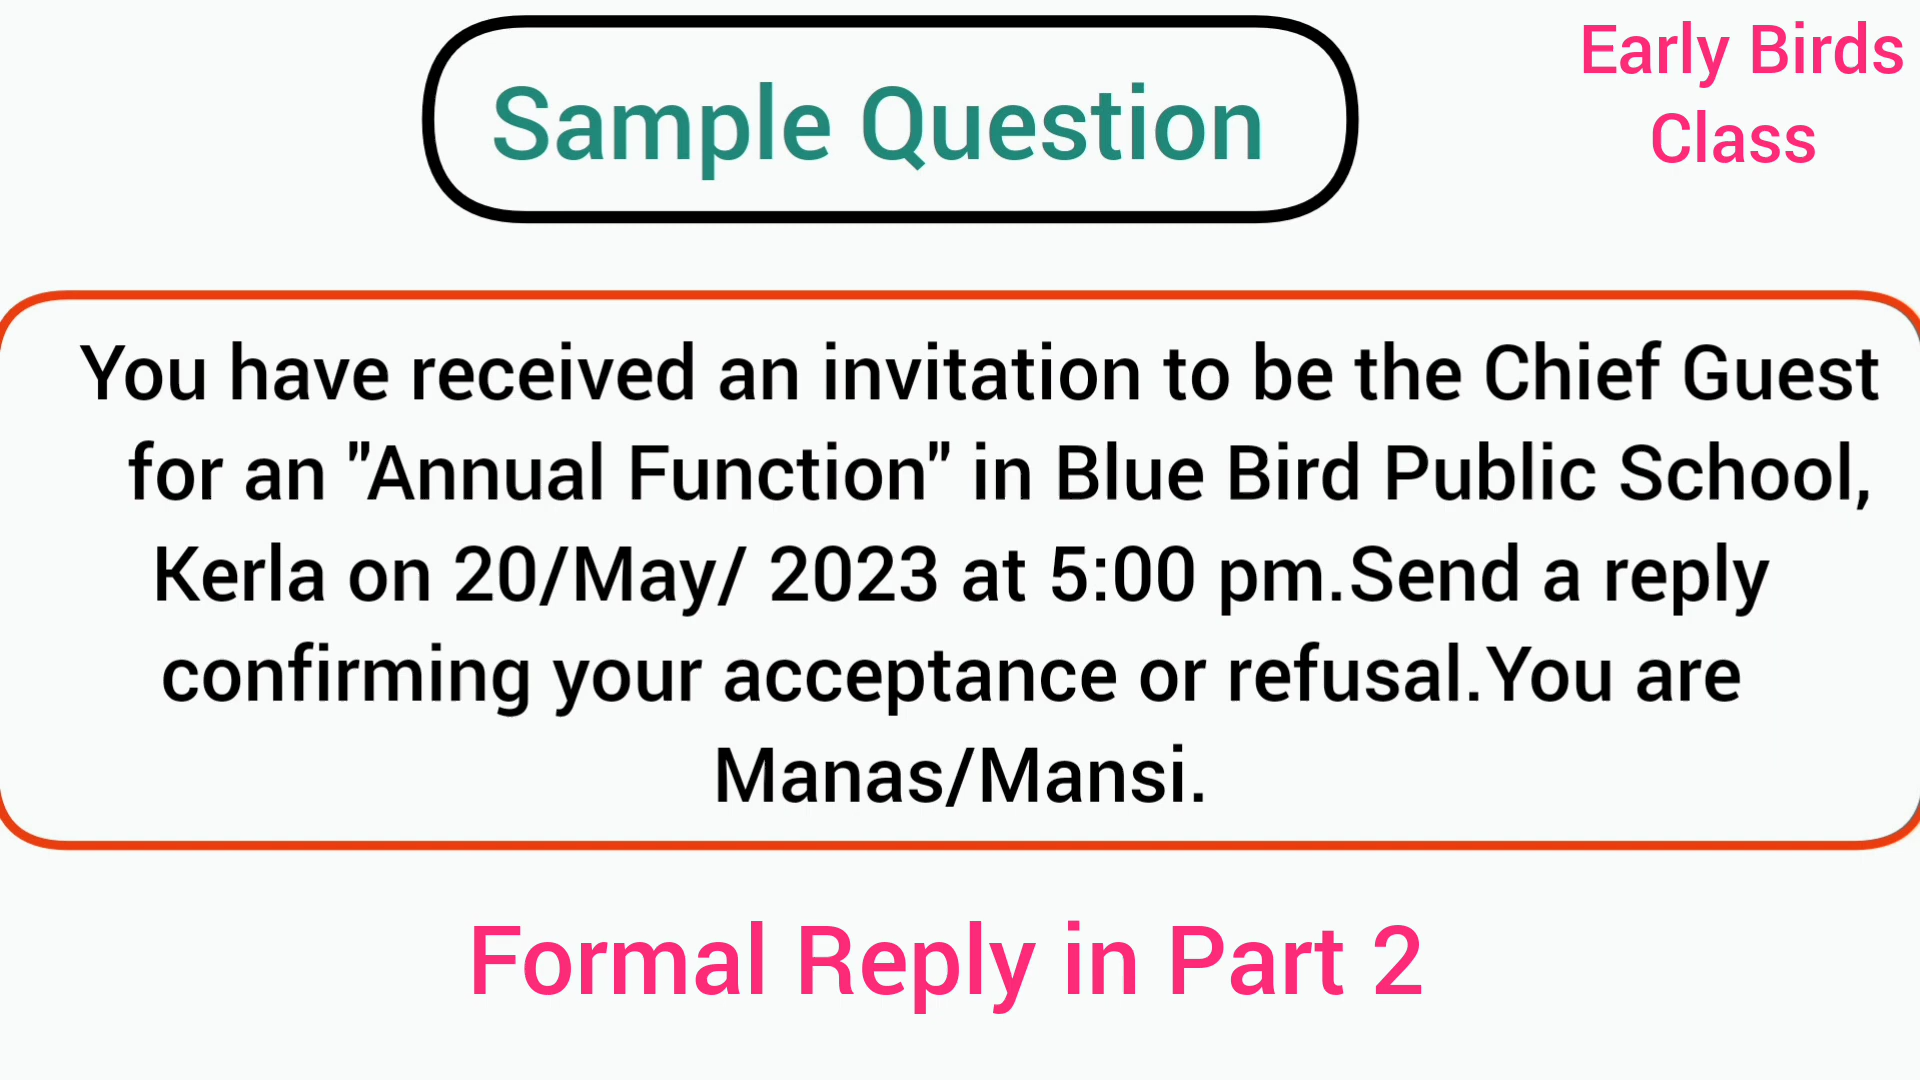 Sample Question
Early Birds
Class
You have received an invitation to be the Chief Guest
for an "Annual Function" in Blue Bird Public School,
Kerla on 20/May/ 2023 at 5:00 pm.Send a reply
confirming your acceptance or refusal.You are
Manas/Mansi.
Formal Reply in Part 2